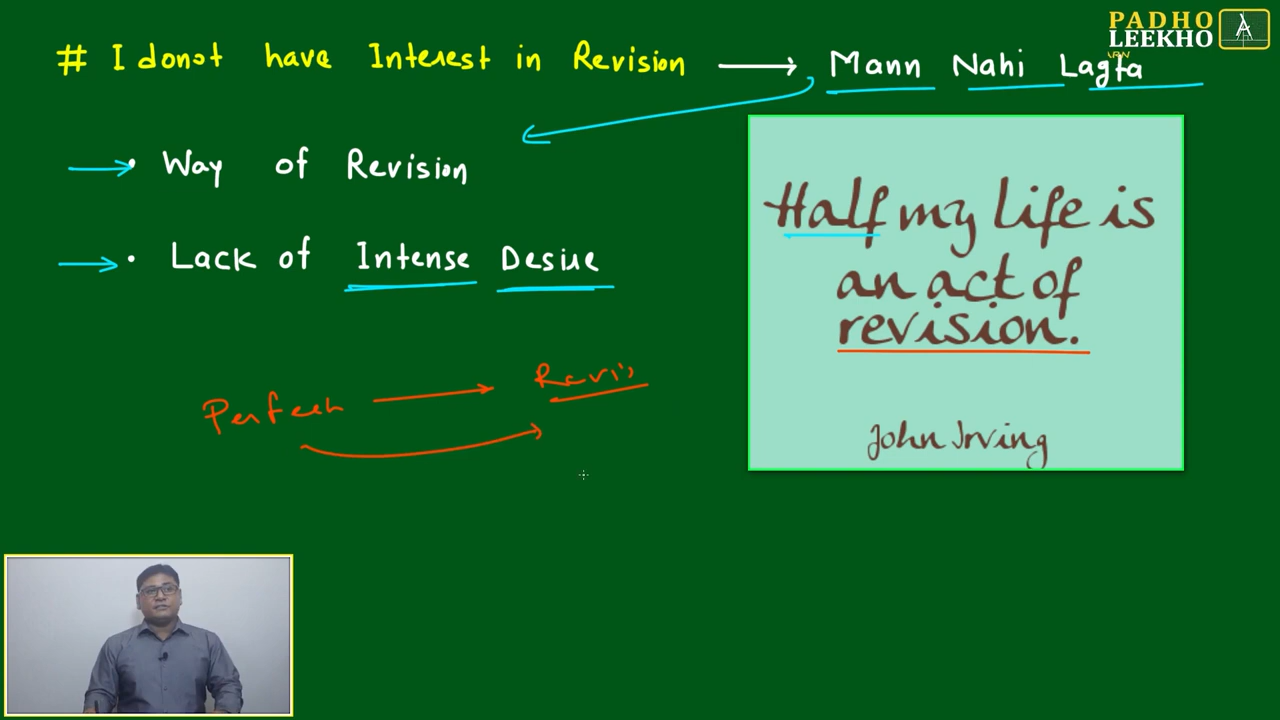 PADHO
LEEKHO
# I donot have Interest in Revision → Mann Nahi Lagta
→ • Way of Revision
→ • Lack of Intense Desire
Half my life is
an act of
revision.
John Irving
Revis